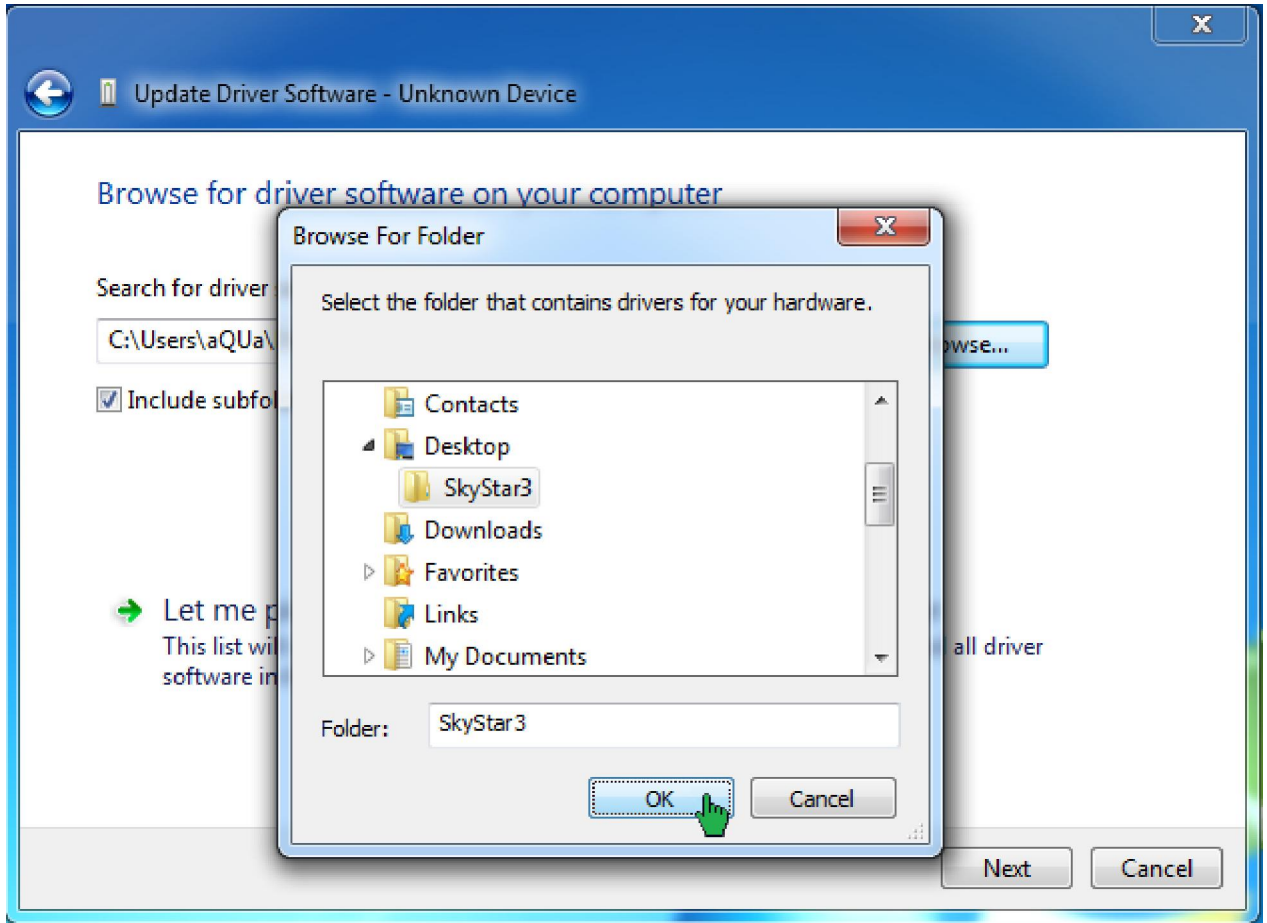 X
Update Driver Software - Unknown Device
Browse for driver software on your computer
Browse For Folder
X
Search for driver
Select the folder that contains drivers for your hardware.
C:\Users\aQUa\
Include subfol
Contacts
Desktop
SkyStar3
Downloads
Favorites
Links
My Documents
Let me p
This list wil
all driver
software in
Folder:
SkyStar3
OK
Cancel
Next
Cancel